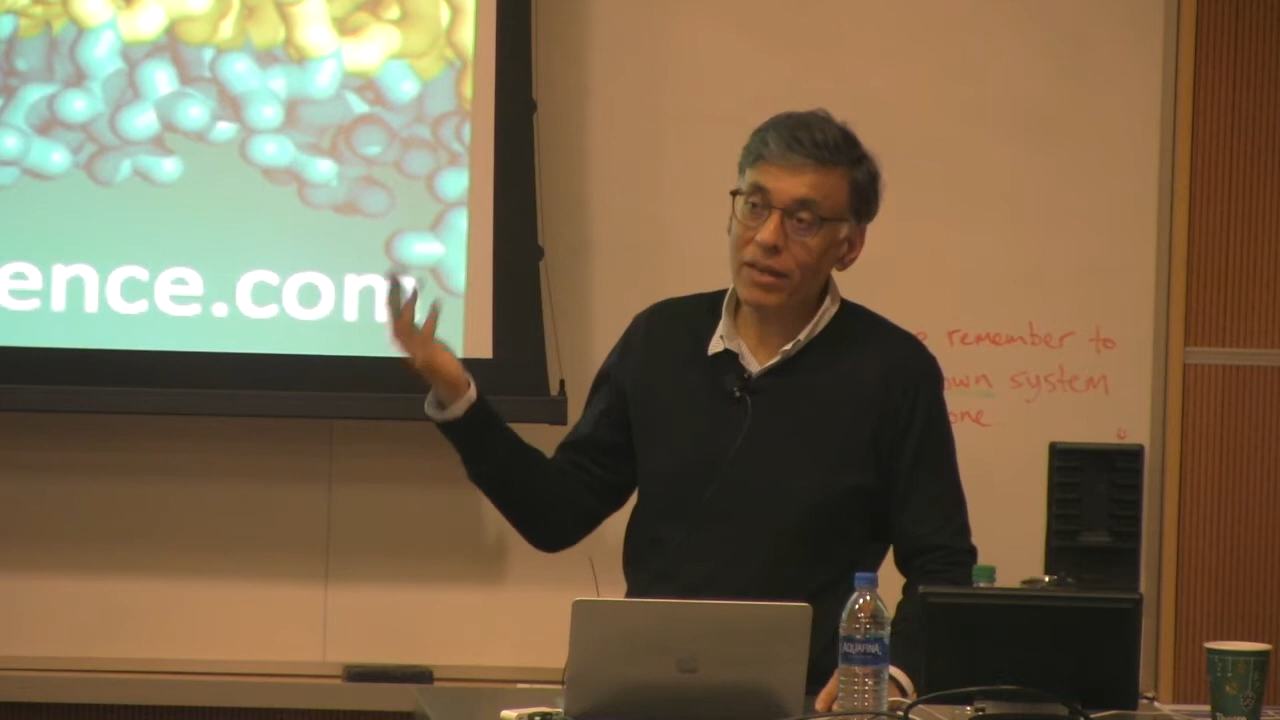 ence.com
remember to
own system
one
AQUAFINA